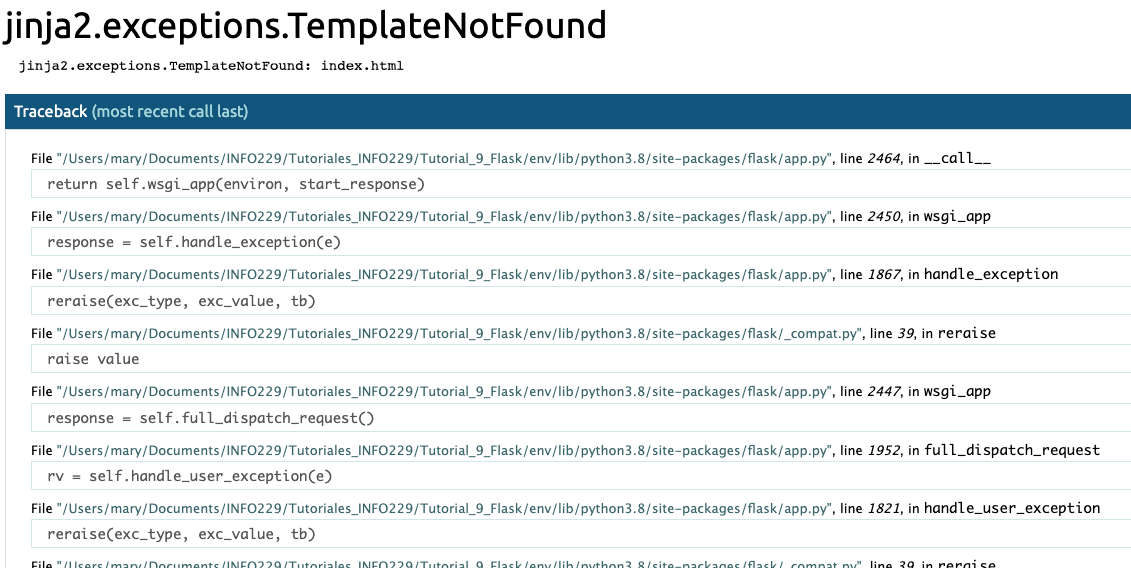 jinja2.exceptions.TemplateNotFound
jinja2.exceptions.TemplateNotFound: index.html
Traceback (most recent call last)
File "/Users/mary/Documents/INFO229/Tutoriales_INFO229/Tutorial_9_Flask/env/lib/python3.8/site-packages/flask/app.py", line 2464, in __call__
return self.wsgi_app(environ, start_response)
File "/Users/mary/Documents/INFO229/Tutoriales_INFO229/Tutorial_9_Flask/env/lib/python3.8/site-packages/flask/app.py", line 2450, in wsgi_app
response = self.handle_exception(e)
File "/Users/mary/Documents/INFO229/Tutoriales_INFO229/Tutorial_9_Flask/env/lib/python3.8/site-packages/flask/app.py", line 1867, in handle_exception
reraise(exc_type, exc_value, tb)
File "/Users/mary/Documents/INFO229/Tutoriales_INFO229/Tutorial_9_Flask/env/lib/python3.8/site-packages/flask/_compat.py", line 39, in reraise
raise value
File "/Users/mary/Documents/INFO229/Tutoriales_INFO229/Tutorial_9_Flask/env/lib/python3.8/site-packages/flask/app.py", line 2447, in wsgi_app
response = self.full_dispatch_request()
File "/Users/mary/Documents/INFO229/Tutoriales_INFO229/Tutorial_9_Flask/env/lib/python3.8/site-packages/flask/app.py", line 1952, in full_dispatch_request
rv = self.handle_user_exception(e)
File "/Users/mary/Documents/INFO229/Tutoriales_INFO229/Tutorial_9_Flask/env/lib/python3.8/site-packages/flask/app.py", line 1821, in handle_user_exception
reraise(exc_type, exc_value, tb)
File "/Users/mary/Documents/INFO229/Tutoriales_INFO229/Tutorial_9_Flask/env/lib/python3.8/site-packages/flask/_compat.py", line 39, in reraise